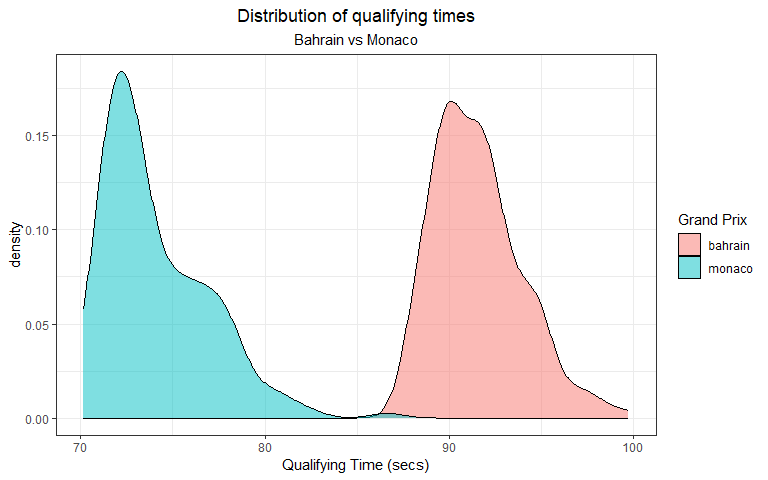 Distribution of qualifying times
Bahrain vs Monaco
density
0.15
0.10
0.05
0.00
70 80 90 100
Qualifying Time (secs)
Grand Prix
bahrain
monaco